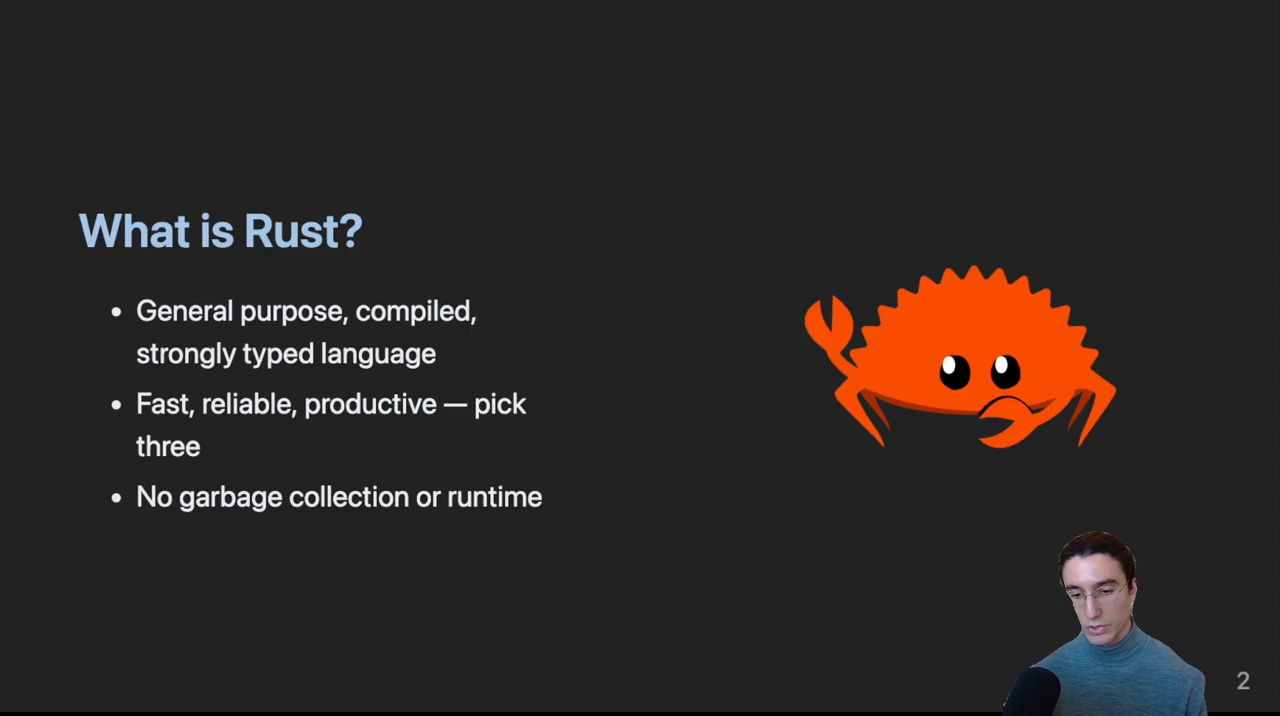 What is Rust?
• General purpose, compiled,
strongly typed language
• Fast, reliable, productive — pick
three
• No garbage collection or runtime
2